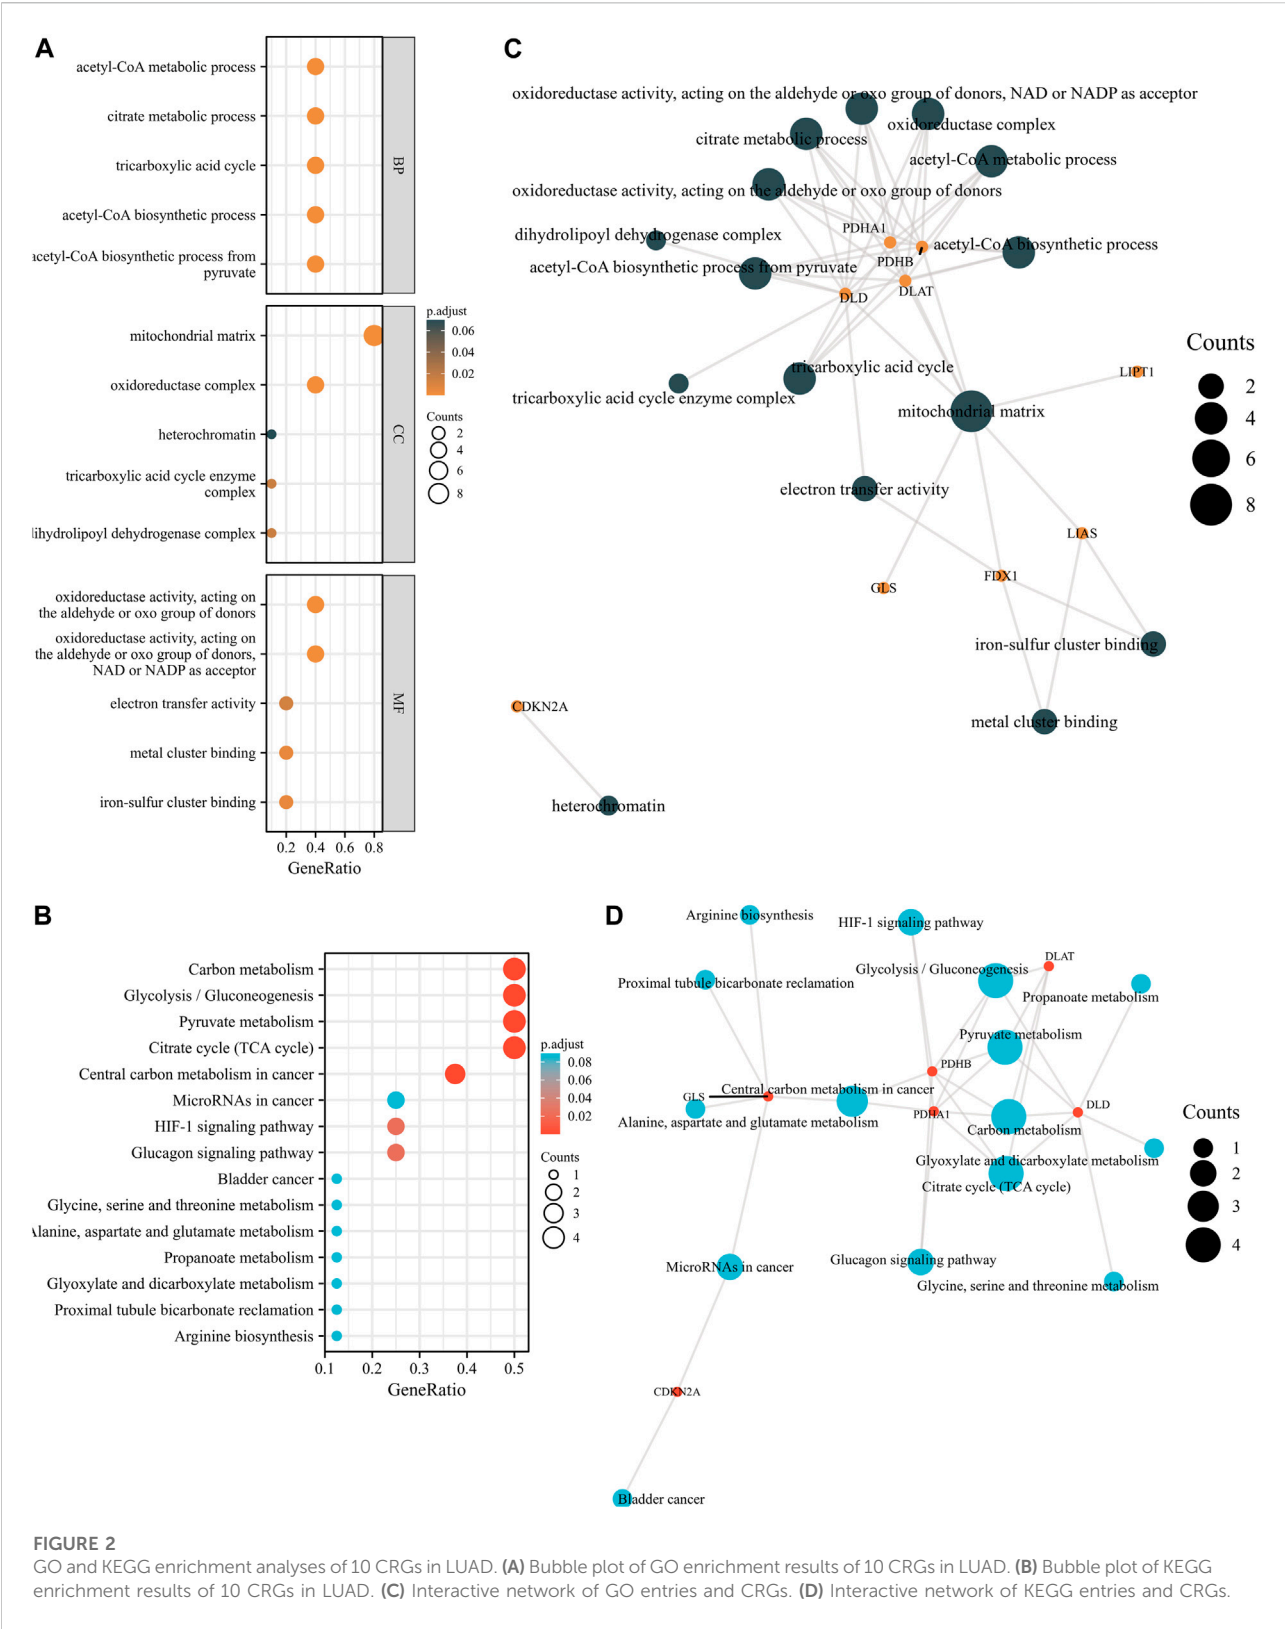 A
acetyl-CoA metabolic process
citrate metabolic process
tricarboxylic acid cycle
acetyl-CoA biosynthetic process
acetyl-CoA biosynthetic process from
pyruvate
BP
mitochondrial matrix
oxidoreductase complex
heterochromatin
tricarboxylic acid cycle enzyme
complex
lihydrolipoyl dehydrogenase complex
CC
oxidoreductase activity, acting on
the aldehyde or oxo group of donors
oxidoreductase activity, acting on
the aldehyde or oxo group of donors,
NAD or NADP as acceptor
electron transfer activity
metal cluster binding
iron-sulfur cluster binding
MF
0.2 0.4 0.6 0.8
GeneRatio
p.adjust
0.06
0.04
0.02
Counts
2
4
6
8
C
oxidoreductase activity, acting on the aldehyde or oxo group of donors, NAD or NADP as acceptor
oxidoreductase complex
citrate metabolic process
acetyl-CoA metabolic process
oxidoreductase activity, acting on the aldehyde or oxo group of donors
PDHA1
dihydrolipoyl dehydrogenase complex
acetyl-CoA biosynthetic process
PDHB
acetyl-CoA biosynthetic process from pyruvate
DLAT
DLD
tricarboxylic acid cycle
LIPT1
tricarboxylic acid cycle enzyme complex
mitochondrial matrix
electron transfer activity
LIAS
FDX1
GLS
iron-sulfur cluster binding
CDKN2A
metal cluster binding
heterochromatin
Counts
2
4
6
8
B
Carbon metabolism
Glycolysis / Gluconeogenesis
Pyruvate metabolism
Citrate cycle (TCA cycle)
Central carbon metabolism in cancer
MicroRNAs in cancer
HIF-1 signaling pathway
Glucagon signaling pathway
Bladder cancer
Glycine, serine and threonine metabolism
Alanine, aspartate and glutamate metabolism
Propanoate metabolism
Glyoxylate and dicarboxylate metabolism
Proximal tubule bicarbonate reclamation
Arginine biosynthesis
0.1 0.2 0.3 0.4 0.5
GeneRatio
p.adjust
0.08
0.06
0.04
0.02
Counts
1
2
3
4
D
Arginine biosynthesis
HIF-1 signaling pathway
DLAT
Glycolysis / Gluconeogenesis
Proximal tubule bicarbonate reclamation
Propanoate metabolism
Pyruvate metabolism
PDHB
Central carbon metabolism in cancer
GLS
DLD
PDHA1
Alanine, aspartate and glutamate metabolism
Carbon metabolism
Glyoxylate and dicarboxylate metabolism
Citrate cycle (TCA cycle)
Glucagon signaling pathway
MicroRNAs in cancer
Glycine, serine and threonine metabolism
CDKN2A
Bladder cancer
Counts
1
2
3
4
FIGURE 2
GO and KEGG enrichment analyses of 10 CRGs in LUAD. (A) Bubble plot of GO enrichment results of 10 CRGs in LUAD. (B) Bubble plot of KEGG
enrichment results of 10 CRGs in LUAD. (C) Interactive network of GO entries and CRGs. (D) Interactive network of KEGG entries and CRGs.